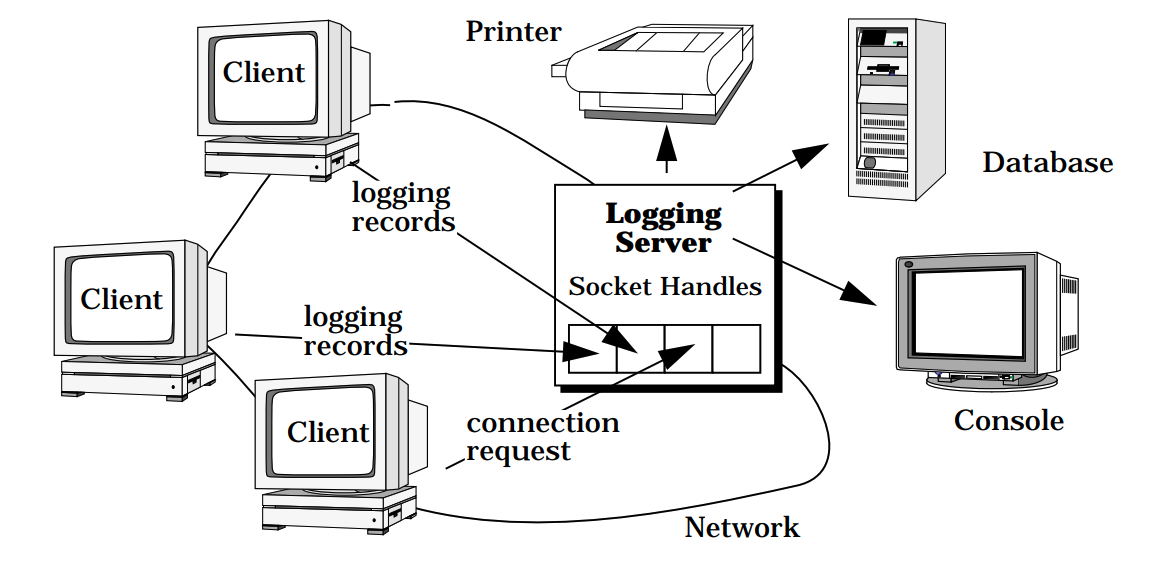 Printer
Client
Database
logging
records
Logging
Server
Socket Handles
Client
logging
records
Console
Client
connection
request
Network